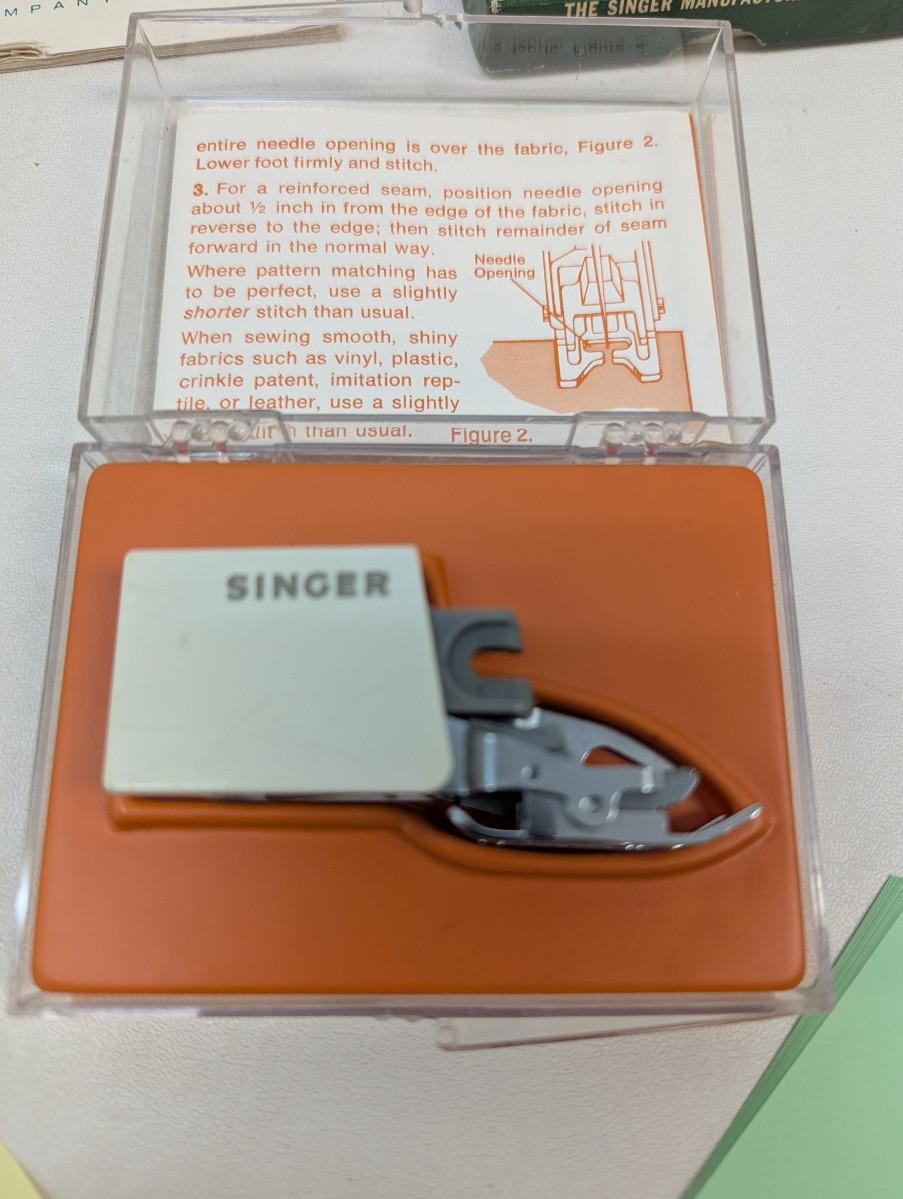 M P A N
THE SINGER MANUFACTUR
entire needle opening is over the fabric, Figure 2.
Lower foot firmly and stitch.
3. For a reinforced seam, position needle opening
about ½ inch in from the edge of the fabric, stitch in
reverse to the edge; then stitch remainder of seam
forward in the normal way.
Needle
Opening
Where pattern matching has
to be perfect, use a slightly
shorter stitch than usual.
When sewing smooth, shiny
fabrics such as vinyl, plastic,
crinkle patent, imitation rep-
tile, or leather, use a slightly
than usual.
Figure 2.
SINGER